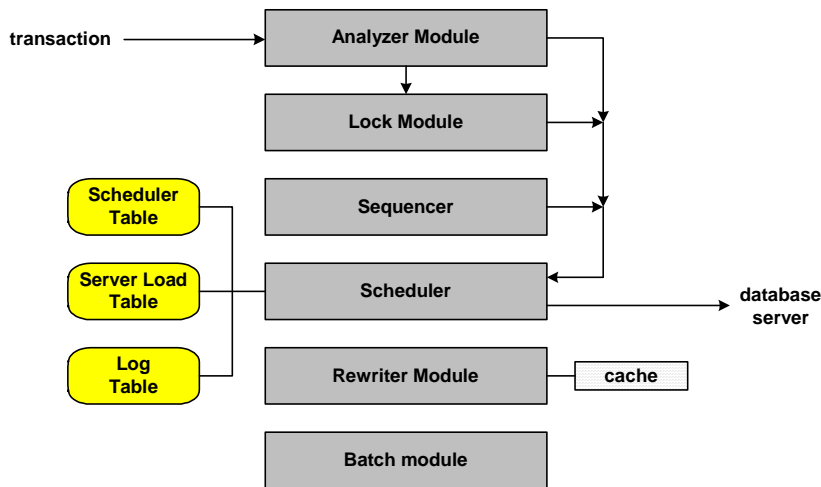 transaction
Analyzer Module
Lock Module
Scheduler
Table
Sequencer
Server Load
Table
Scheduler
database
server
Log
Table
Rewriter Module
cache
Batch module